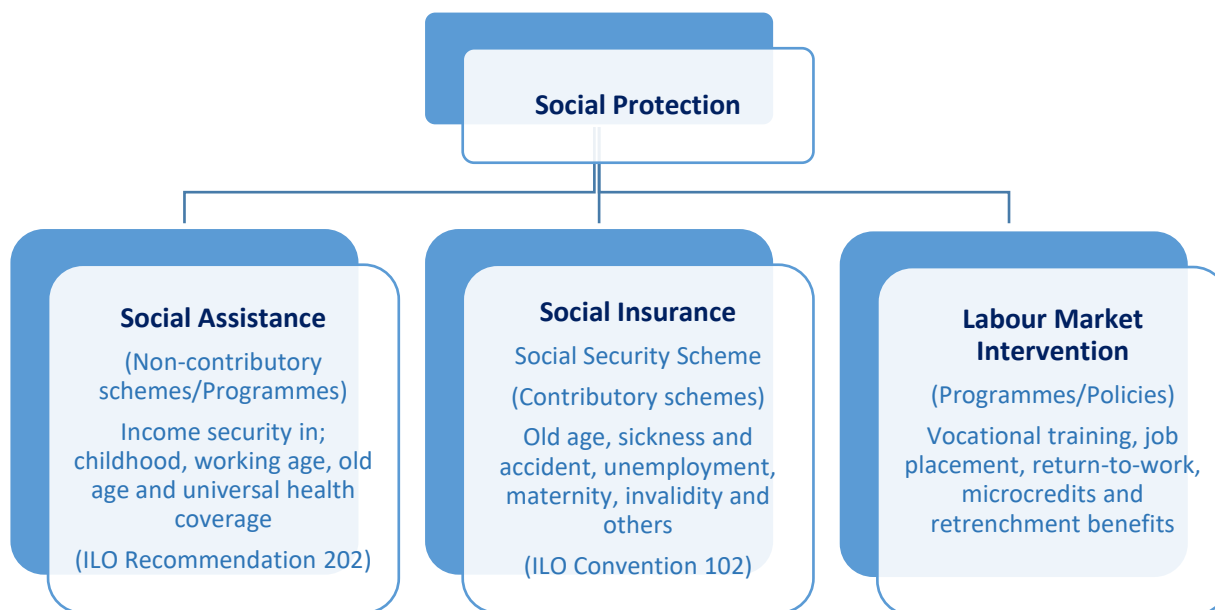 Social Protection
Social Assistance
(Non-contributory
schemes/Programmes)
Income security in;
childhood, working age, old
age and universal health
coverage
(ILO Recommendation 202)
Social Insurance
Social Security Scheme
(Contributory schemes)
Old age, sickness and
accident, unemployment,
maternity, invalidity and
others
(ILO Convention 102)
Labour Market
Intervention
(Programmes/Policies)
Vocational training, job
placement, return-to-work,
microcredits and
retrenchment benefits